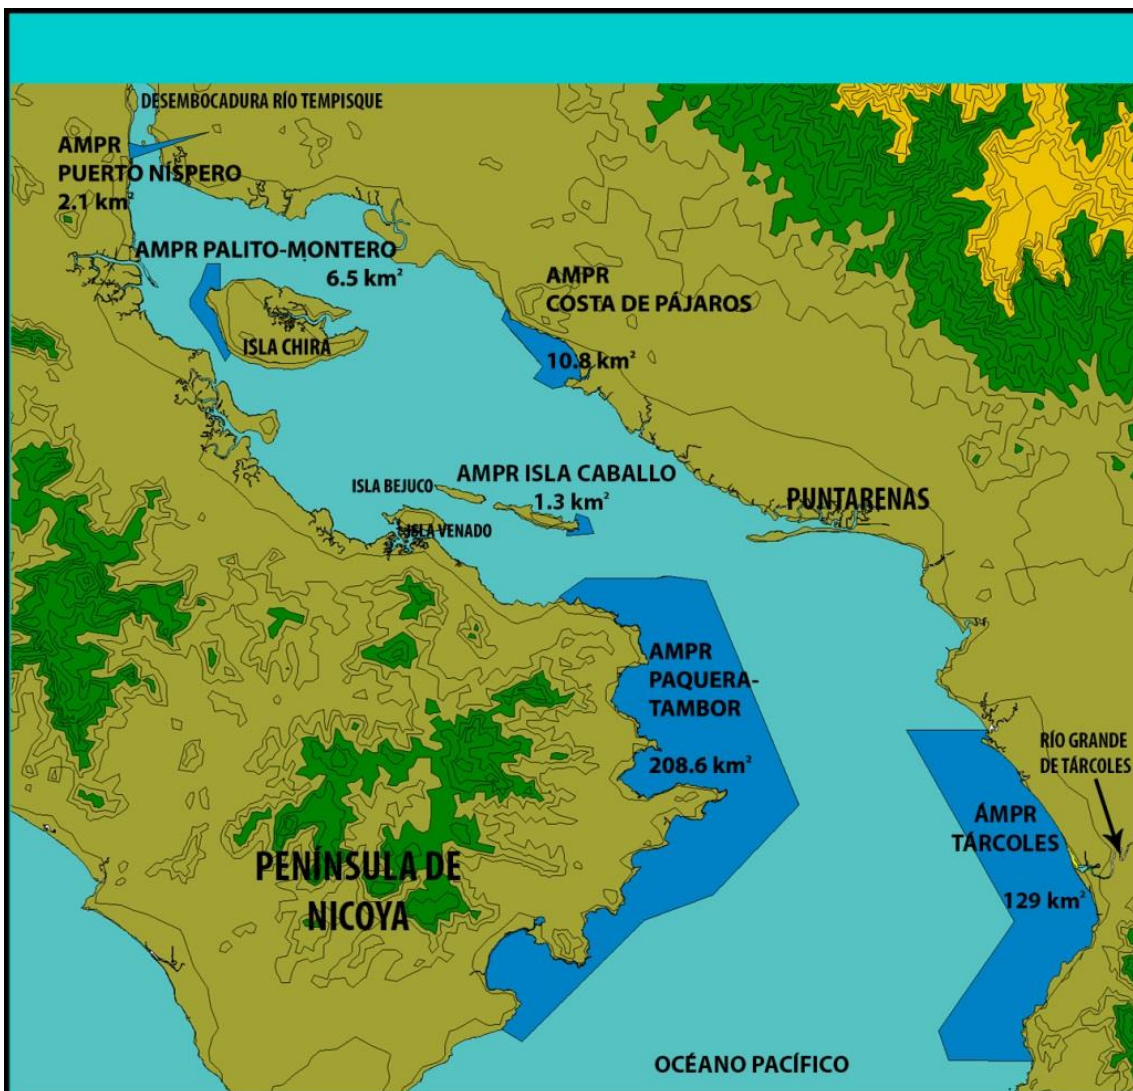 DESEMBOCADURA RÍO TEMPISQUE
AMPR
PUERTO NÍSPERO
2.1 km²
AMPR PALITO-MONTERO
6.5 km²
ISLA CHIRA
AMPR
COSTA DE PÁJAROS
10.8 km²
AMPR ISLA CABALLO
1.3 km²
ISLA BEJUCO
ISLA VENADO
PUNTARENAS
AMPR
PAQUERA-
TAMBOR
208.6 km²
RÍO GRANDE
DE TÁRCOLES
AMPR
TÁRCOLES
129 km²
PENÍNSULA DE
NICOYA
OCÉANO PACÍFICO